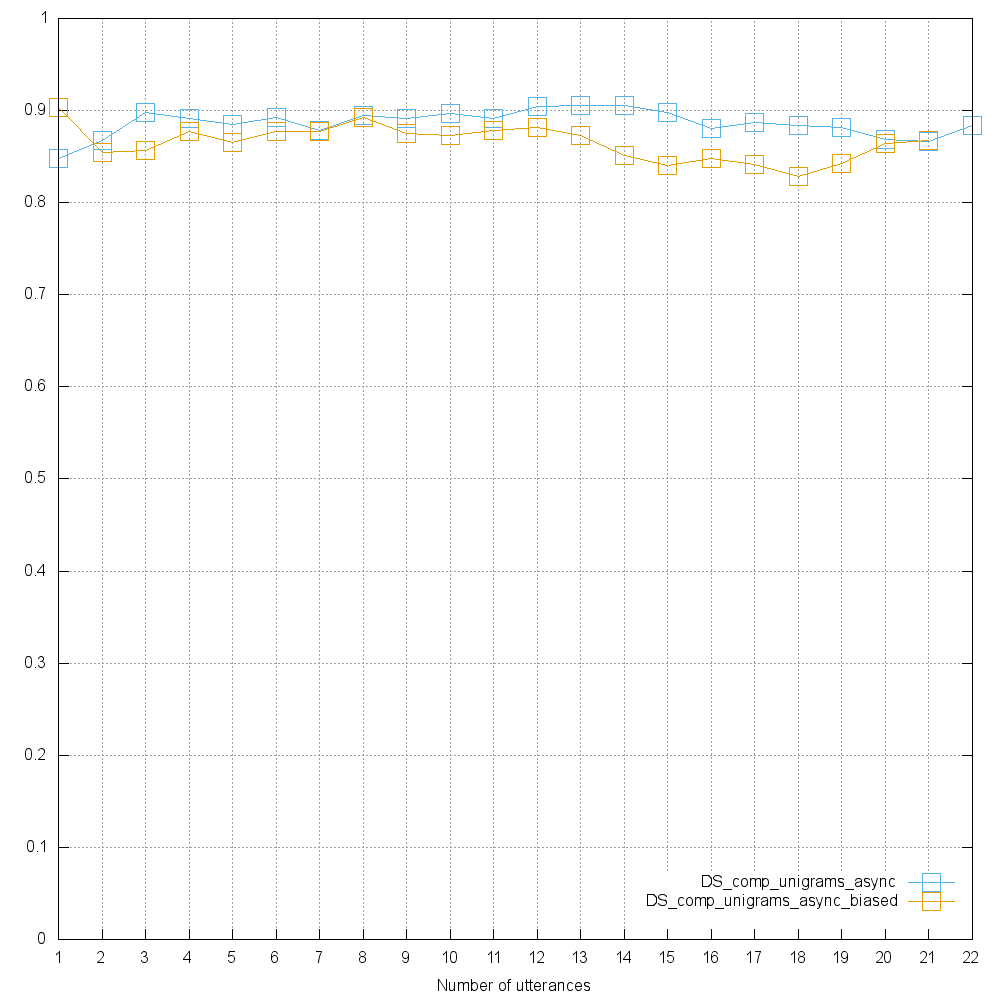 1
0.9
0.8
0.7
0.6
0.5
0.4
0.3
0.2
0.1
0
DS_comp_unigrams_async
DS_comp_unigrams_async_biased
1 2 3 4 5 6 7 8 9 10 11 12 13 14 15 16 17 18 19 20 21 22
Number of utterances